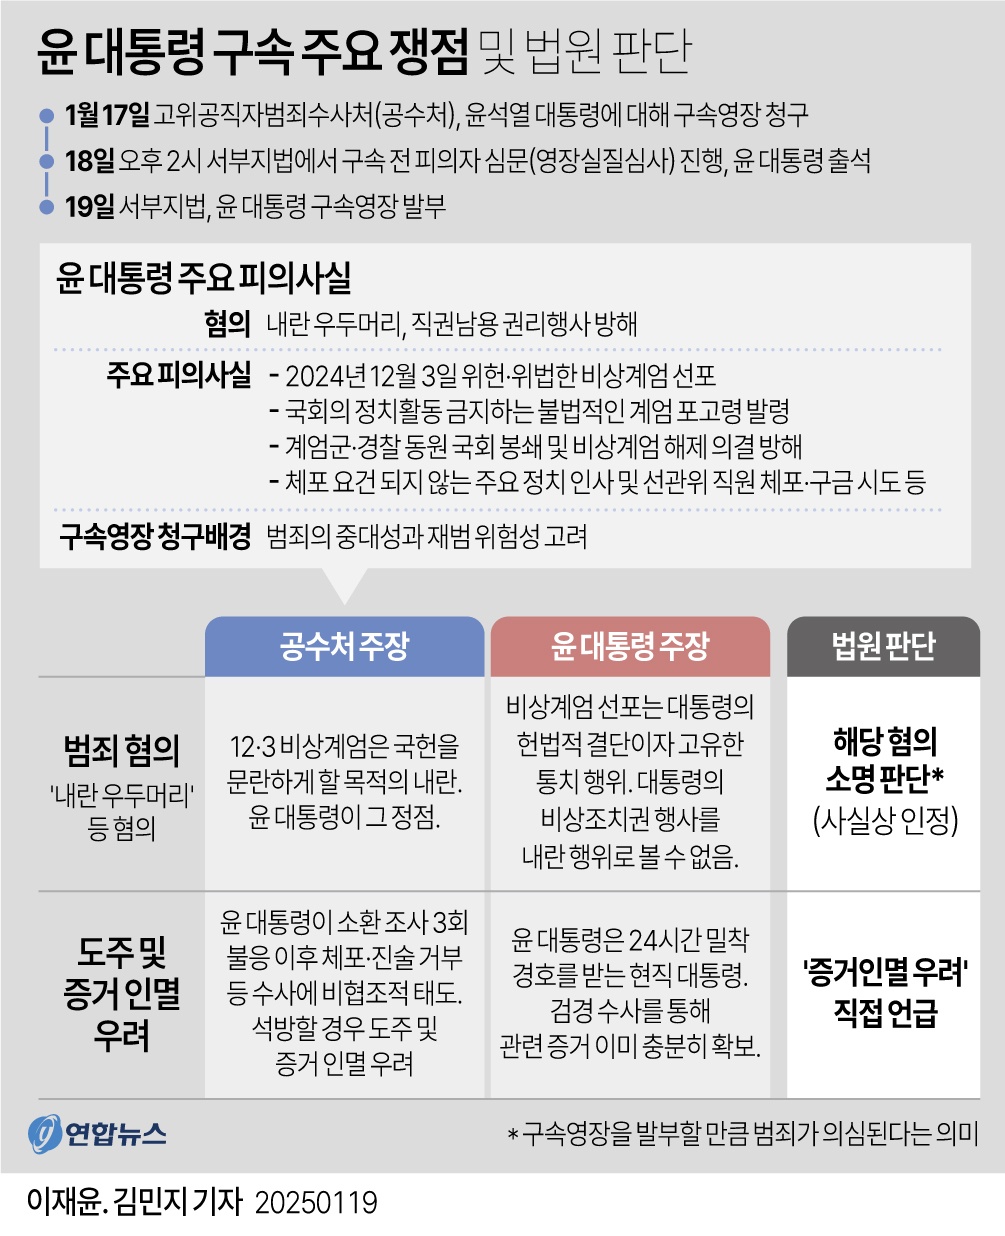 윤 대통령 구속 주요 쟁점 및 법원 판단
1월 17일 고위공직자범죄수사처(공수처), 윤석열 대통령에 대해 구속영장 청구
18일 오후 2시 서부지법에서 구속 전 피의자 심문(영장실질심사) 진행, 윤 대통령 출석
19일 서부지법, 윤 대통령 구속영장 발부
윤 대통령 주요 피의사실
혐의 내란 우두머리, 직권남용 권리행사 방해
주요 피의사실 - 2024년 12월 3일 위헌·위법한 비상계엄 선포
- 국회의 정치활동 금지하는 불법적인 계엄 포고령 발령
- 계엄군·경찰 동원 국회 봉쇄 및 비상계엄 해제 의결 방해
- 체포 요건 되지 않는 주요 정치 인사 및 선관위 직원 체포·구금 시도 등
구속영장 청구배경 범죄의 중대성과 재범 위험성 고려
공수처 주장
윤 대통령 주장
법원 판단
범죄 혐의
'내란 우두머리'
등 혐의
12·3 비상계엄은 국헌을
문란하게 할 목적의 내란.
윤 대통령이 그 정점.
비상계엄 선포는 대통령의
헌법적 결단이자 고유한
통치 행위. 대통령의
비상조치권 행사를
내란 행위로 볼 수 없음.
해당 혐의
소명 판단*
(사실상 인정)
도주 및
증거 인멸
우려
윤 대통령이 소환 조사 3회
불응 이후 체포·진술 거부
등 수사에 비협조적 태도.
석방할 경우 도주 및
증거 인멸 우려
윤 대통령은 24시간 밀착
경호를 받는 현직 대통령.
검경 수사를 통해
관련 증거 이미 충분히 확보.
'증거인멸 우려'
직접 언급
y 연합뉴스
* 구속영장을 발부할 만큼 범죄가 의심된다는 의미
이재윤. 김민지 기자 20250119